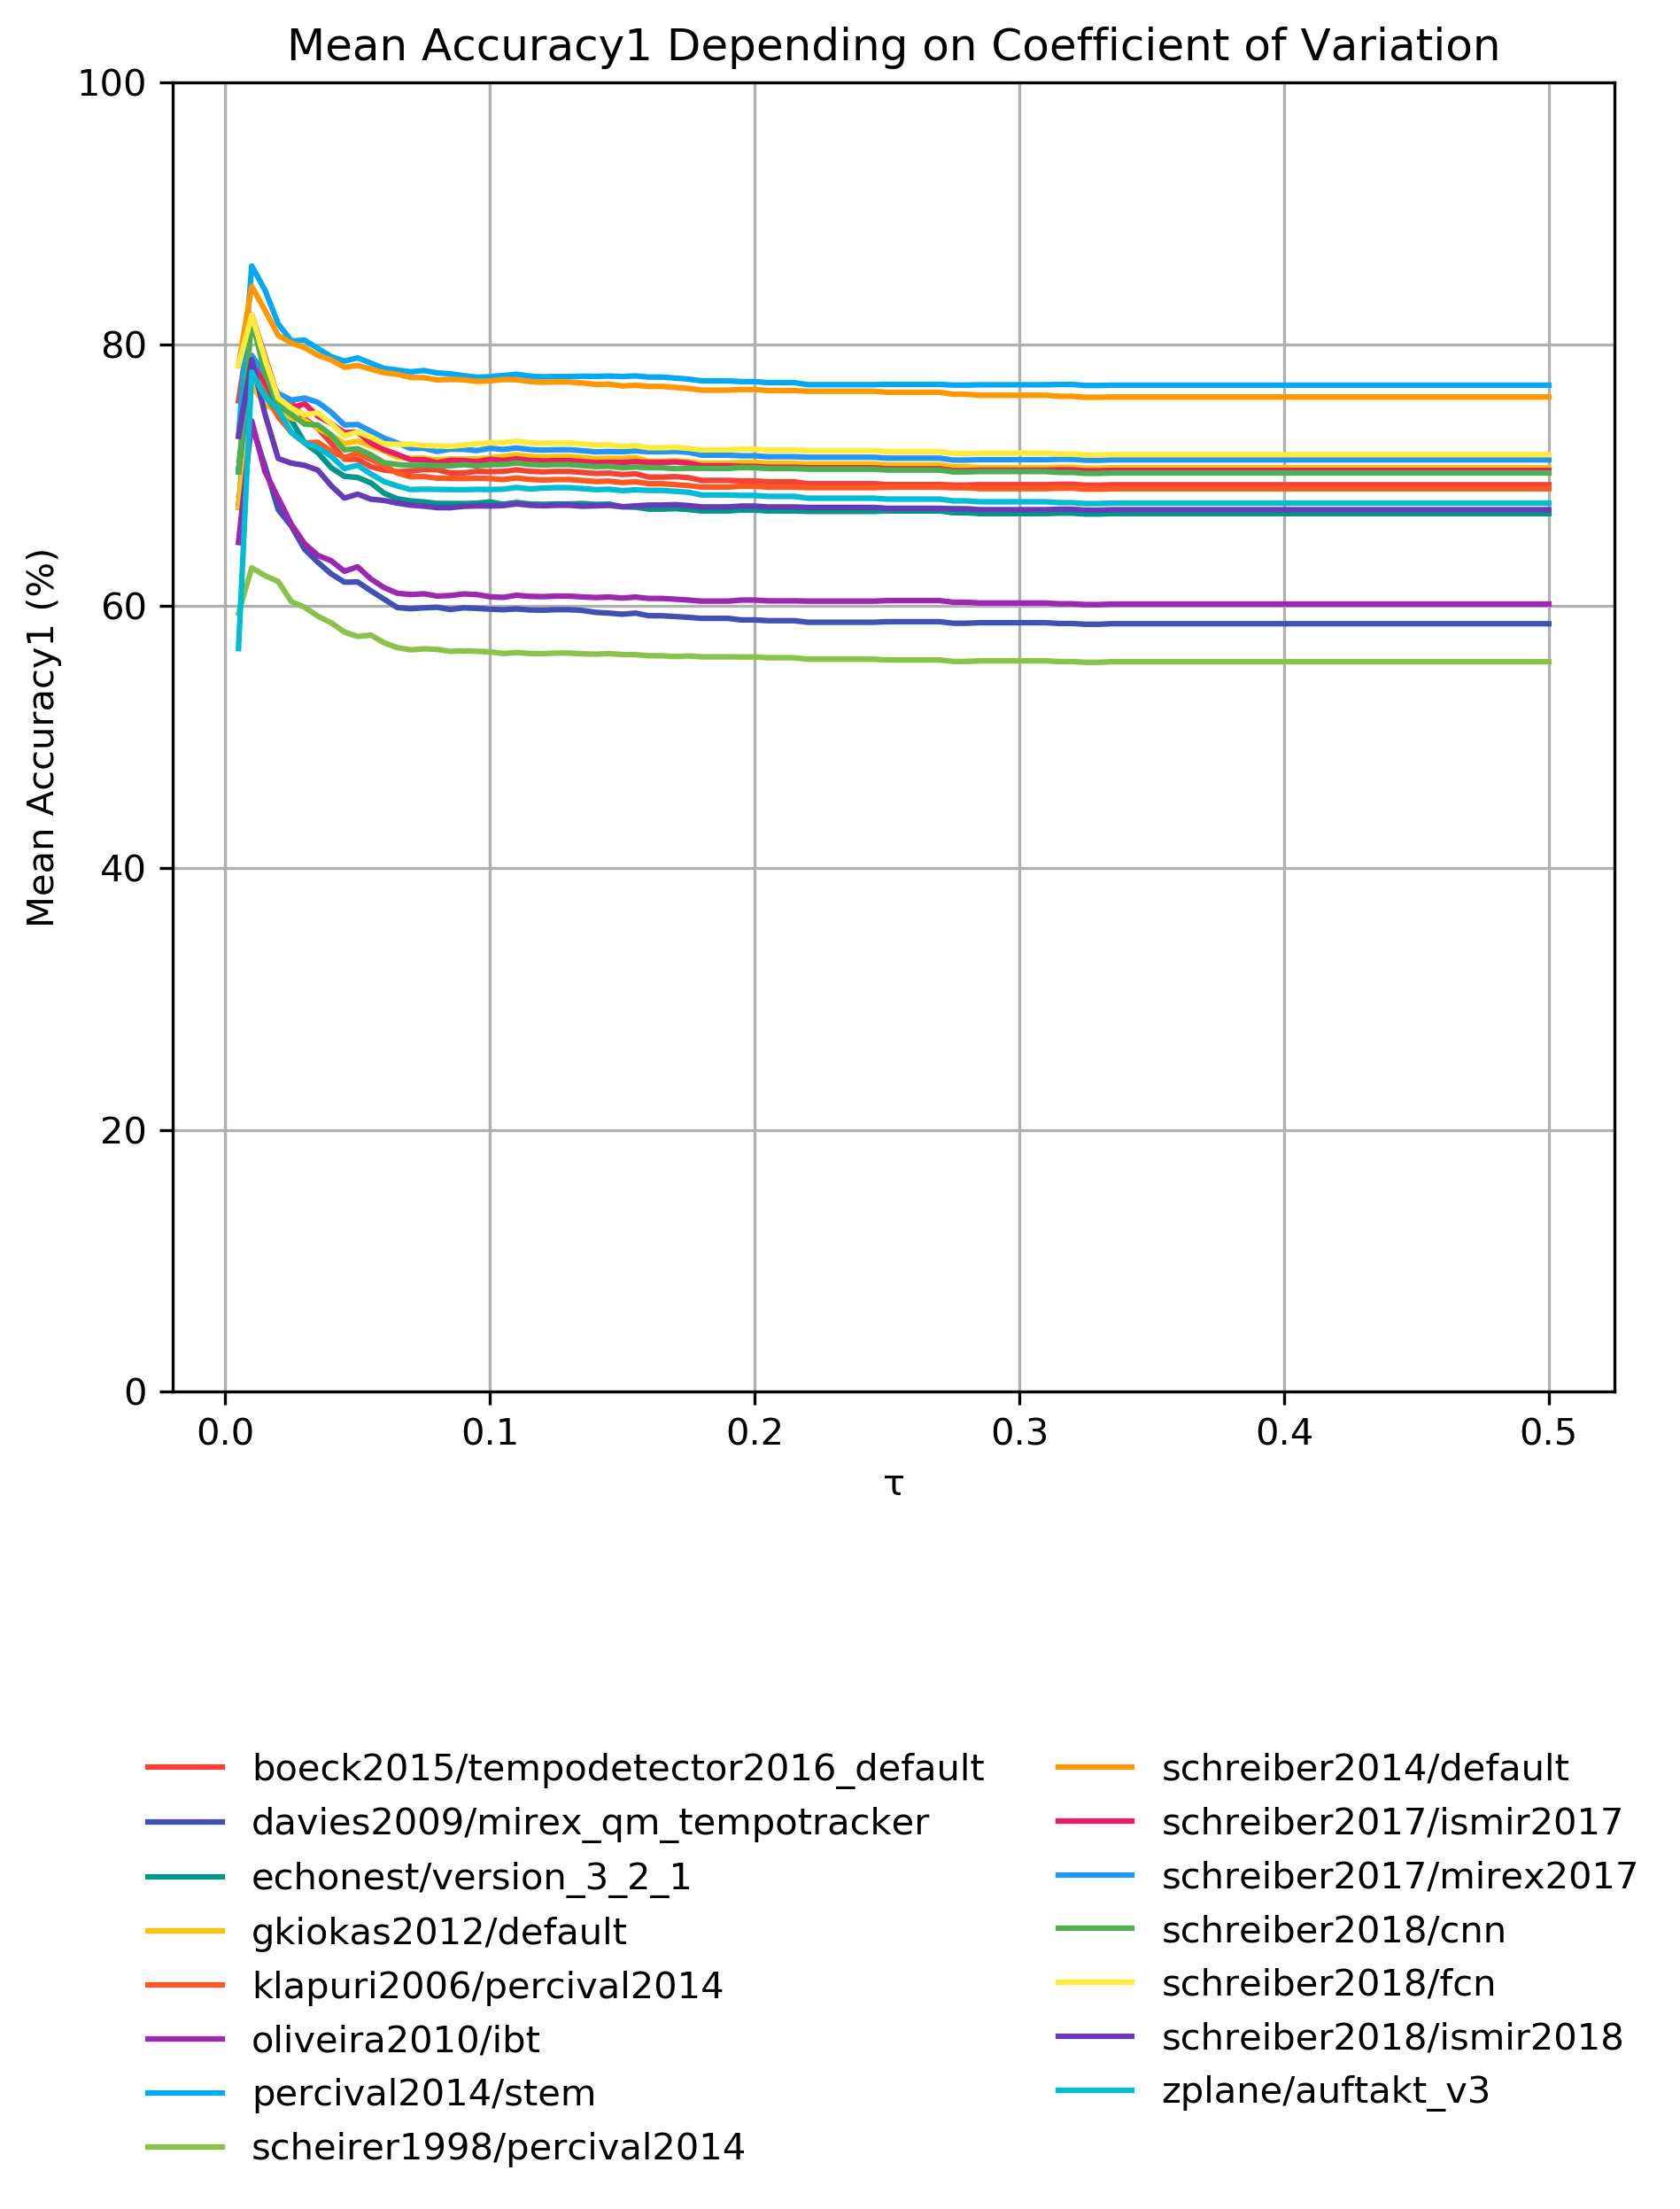 Mean Accuracy1 Depending on Coefficient of Variation
100
80
60
40
20
0
Mean Accuracy1 (%)
0.0 0.1 0.2 0.3 0.4 0.5
τ
boeck2015/tempodetector2016_default
davies2009/mirex_qm_tempotracker
echonest/version_3_2_1
gkiokas2012/default
klapuri2006/percival2014
oliveira2010/ibt
percival2014/stem
scheirer1998/percival2014
schreiber2014/default
schreiber2017/ismir2017
schreiber2017/mirex2017
schreiber2018/cnn
schreiber2018/fcn
schreiber2018/ismir2018
zplane/auftakt_v3